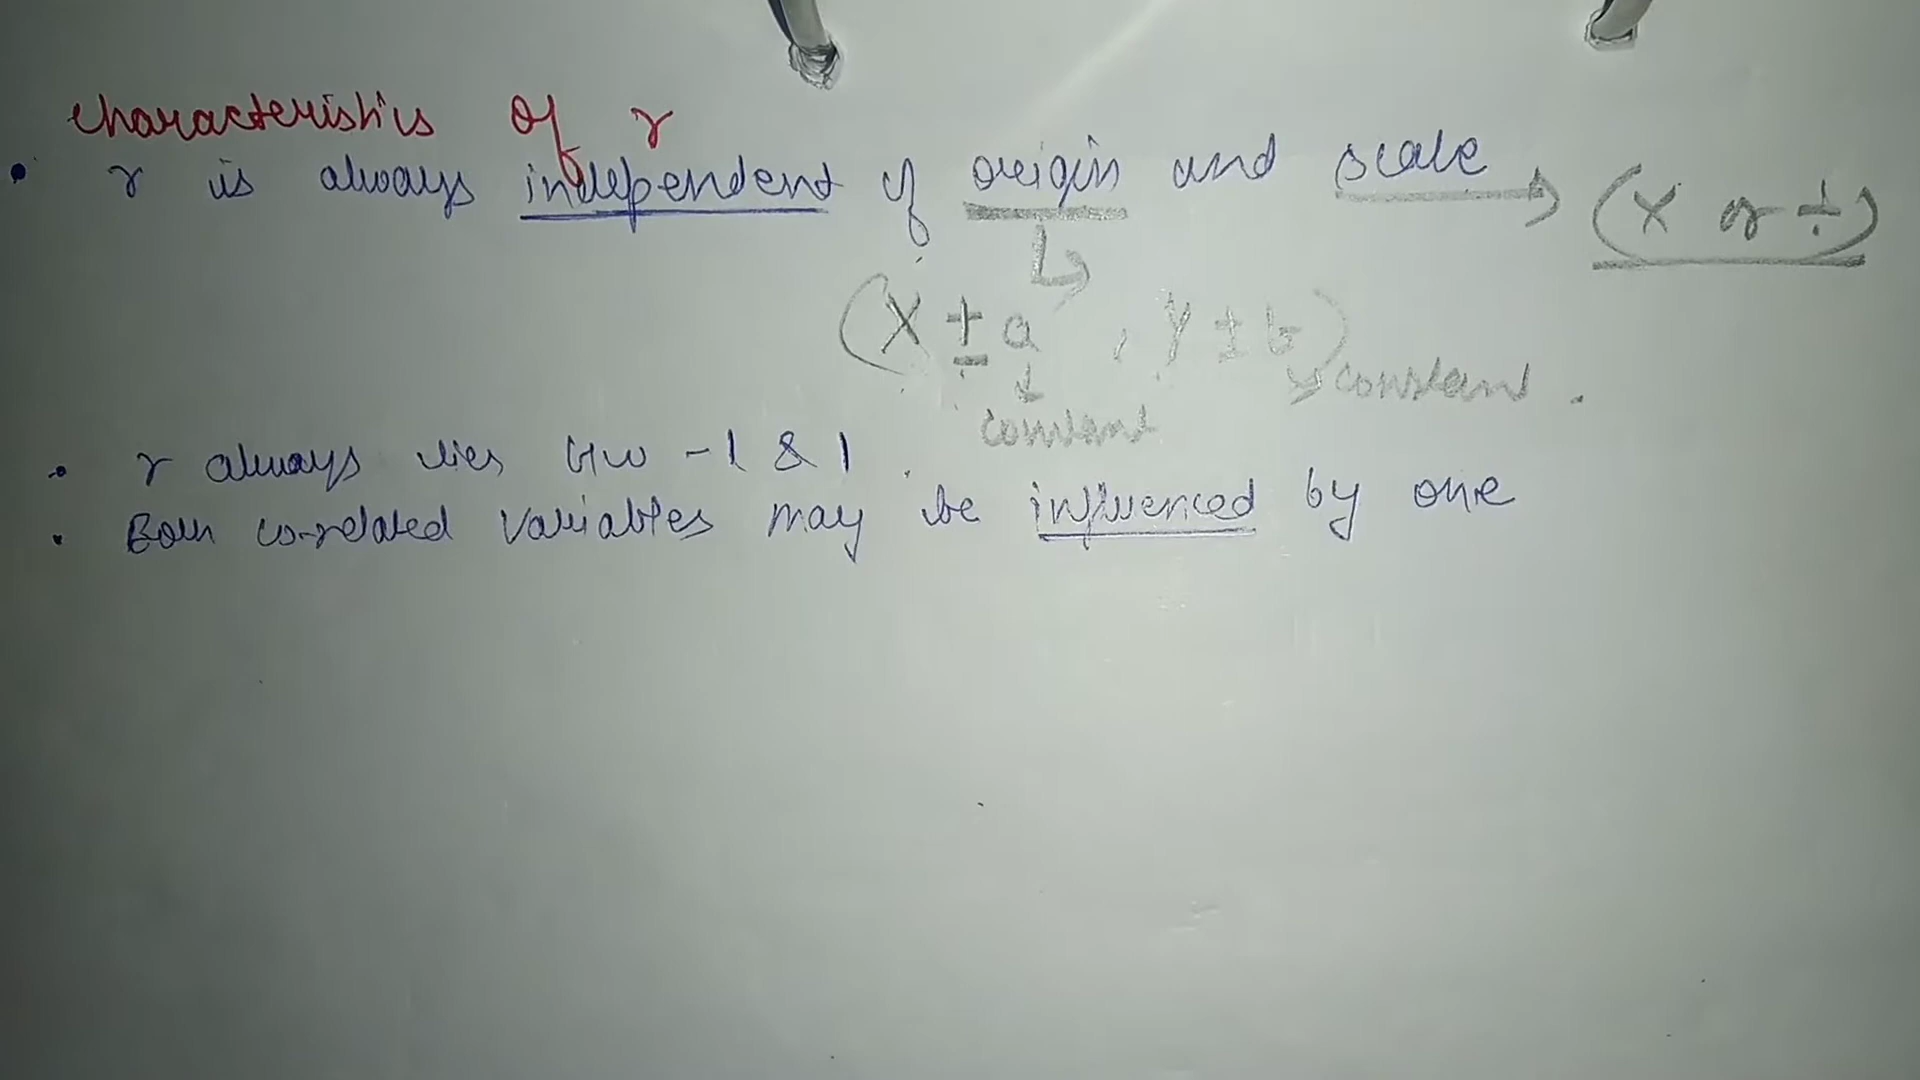 characteristics of r
• r is always independent of origin and scale → (× or ÷)
(X ± a , Y ± b)
constant
constant .
• r always lies btw -1 & 1 .
• Both co-related variables may be influenced by one